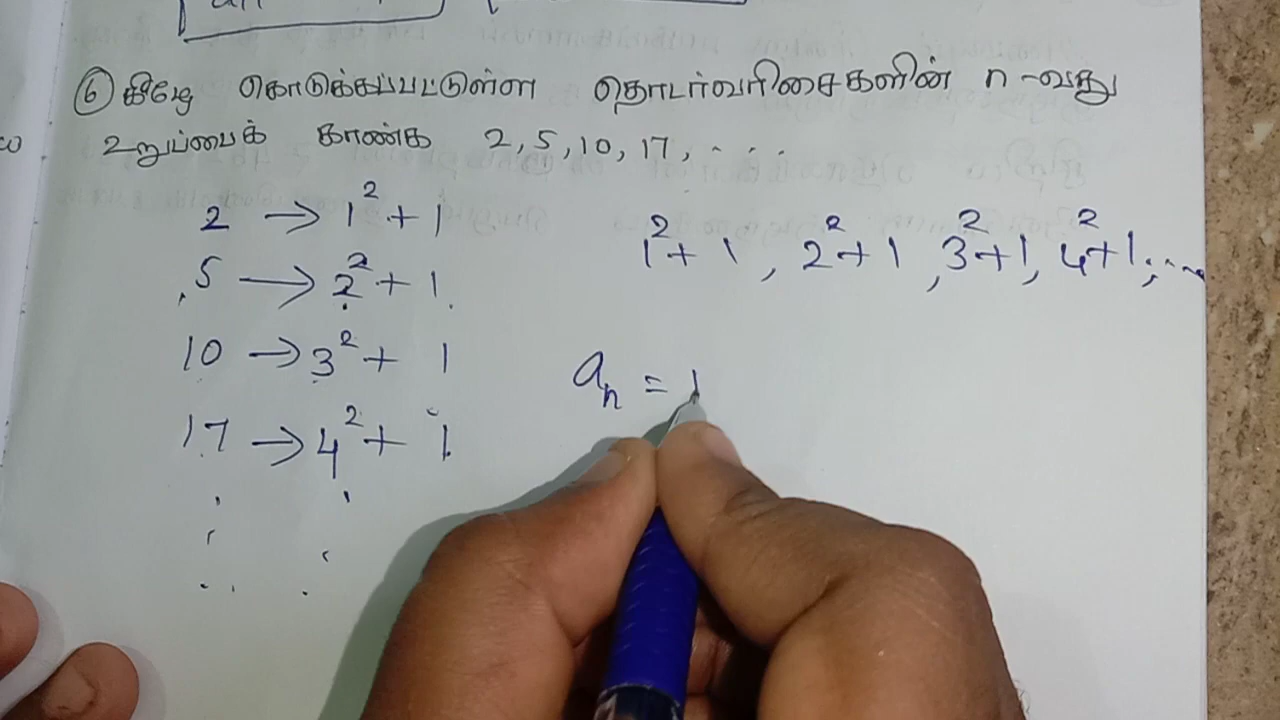 ⑥ கீழே கொடுக்கப்பட்டுள்ள தொடர்வரிசைகளின் n-வது
உறுப்பைக் காண்க 2, 5, 10, 17, . . .
2 → 1² + 1
5 → 2² + 1
10 → 3² + 1
17 → 4² + 1
1² + 1, 2² + 1, 3² + 1, 4² + 1, ...
aₙ =